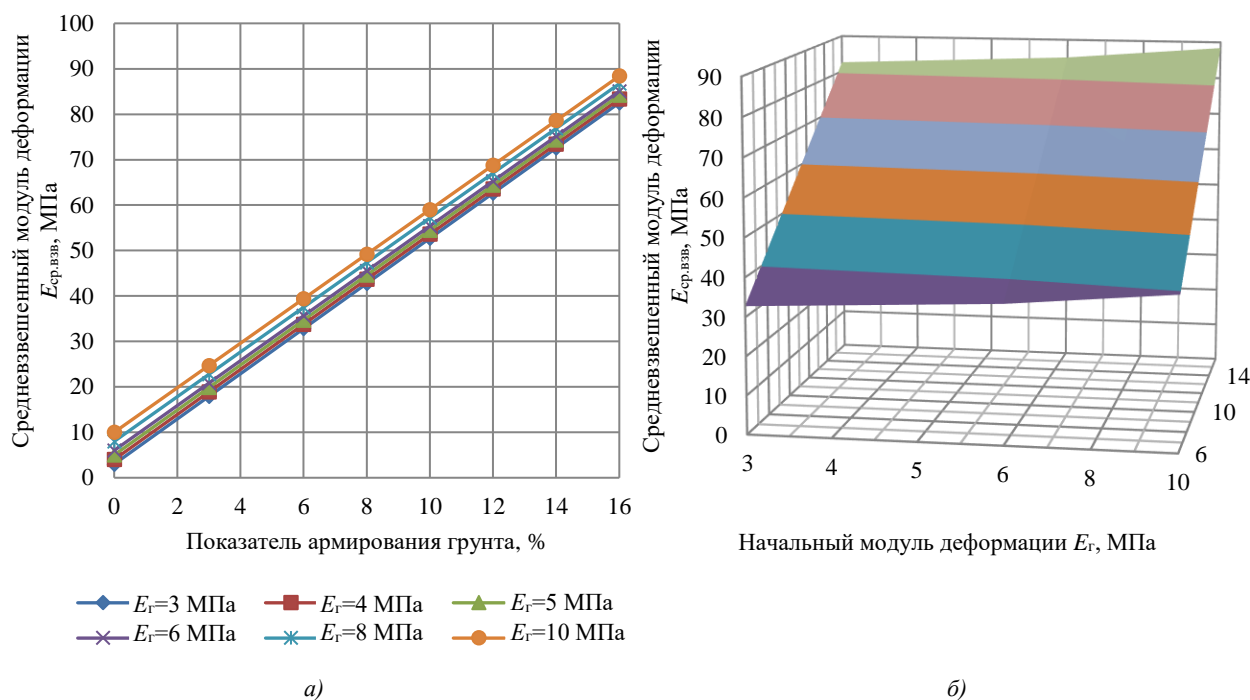 Средневзвешенный модуль деформации
Eср.взв, МПа
100
90
80
70
60
50
40
30
20
10
0
0 2 4 6 8 10 12 14 16
Показатель армирования грунта, %
Eг=3 МПа Eг=4 МПа Eг=5 МПа
Eг=6 МПа Eг=8 МПа Eг=10 МПа
а)
Средневзвешенный модуль деформации
Eср.взв, МПа
90
80
70
60
50
40
30
20
10
0
3 4 5 6 8 10
6
10
14
Начальный модуль деформации Eг, МПа
б)